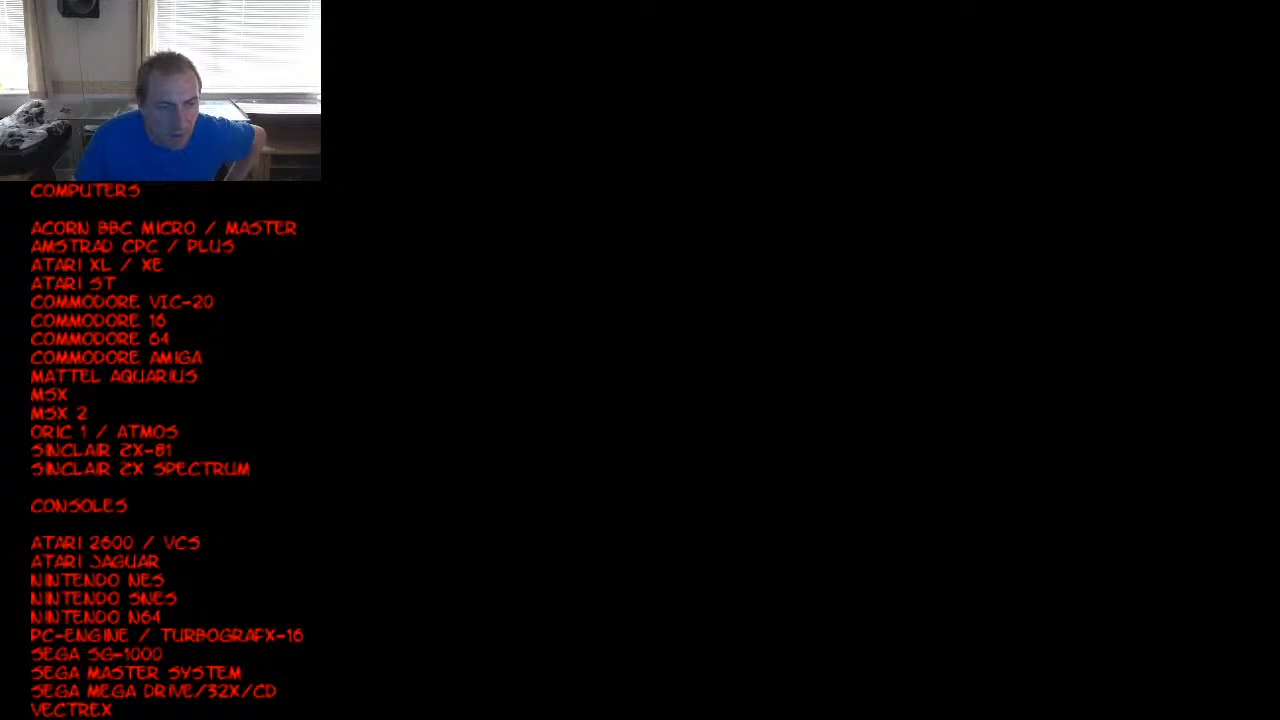 COMPUTERS
ACORN BBC MICRO / MASTER
AMSTRAD CPC / PLUS
ATARI XL / XE
ATARI ST
COMMODORE VIC-20
COMMODORE 16
COMMODORE 64
COMMODORE AMIGA
MATTEL AQUARIUS
MSX
MSX 2
ORIC 1 / ATMOS
SINCLAIR ZX-81
SINCLAIR ZX SPECTRUM
CONSOLES
ATARI 2600 / VCS
ATARI JAGUAR
NINTENDO NES
NINTENDO SNES
NINTENDO N64
PC-ENGINE / TURBOGRAFX-16
SEGA SG-1000
SEGA MASTER SYSTEM
SEGA MEGA DRIVE/32X/CD
VECTREX